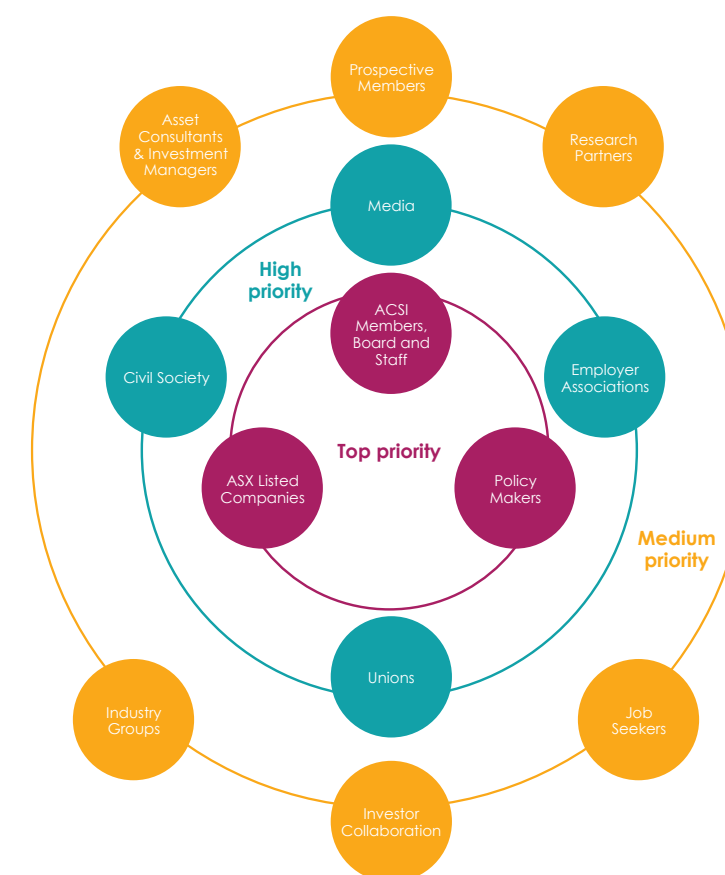 Prospective
Members
Asset
Consultants
& Investment
Managers
Research
Partners
Media
High
priority
ACSI
Members,
Board and
Staff
Civil Society
Employer
Associations
Top priority
ASX Listed
Companies
Policy
Makers
Medium
priority
Unions
Industry
Groups
Job
Seekers
Investor
Collaboration